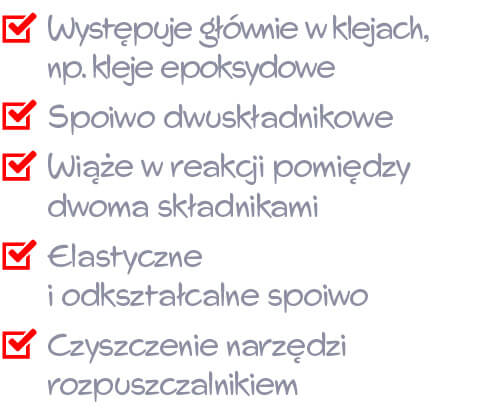 Występuje głównie w klejach,
np. kleje epoksydowe
Spoiwo dwuskładnikowe
Wiąże w reakcji pomiędzy
dwoma składnikami
Elastyczne
i odkształcalne spoiwo
Czyszczenie narzędzi
rozpuszczalnikiem